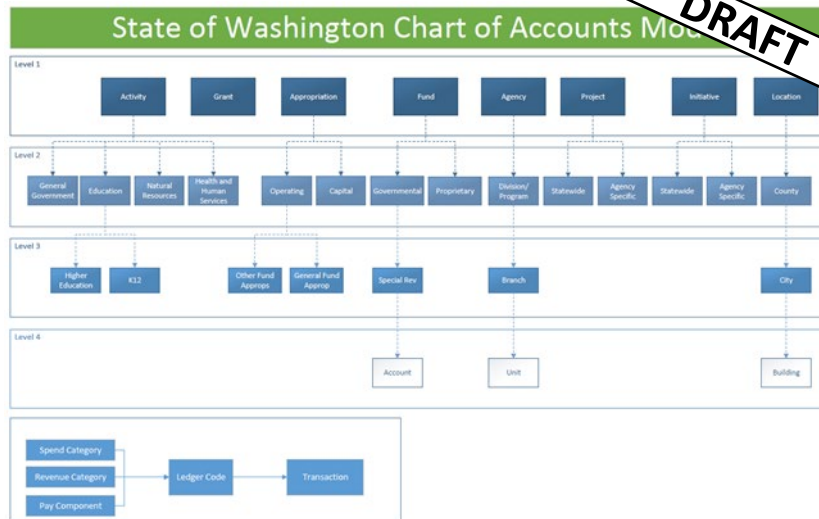 State of Washington Chart of Accounts Mod
DRAFT
Level 1
Activity
Grant
Appropriation
Fund
Agency
Project
Initiative
Location
Level 2
General
Government
Education
Natural
Resources
Health and
Human
Services
Operating
Capital
Governmental
Proprietary
Division/
Program
Statewide
Agency
Specific
Statewide
Agency
Specific
County
Level 3
Higher
Education
K12
Other Fund
Approps
General Fund
Approp
Special Rev
Branch
City
Level 4
Account
Unit
Building
Spend Category
Revenue Category
Ledger Code
Transaction
Pay Component